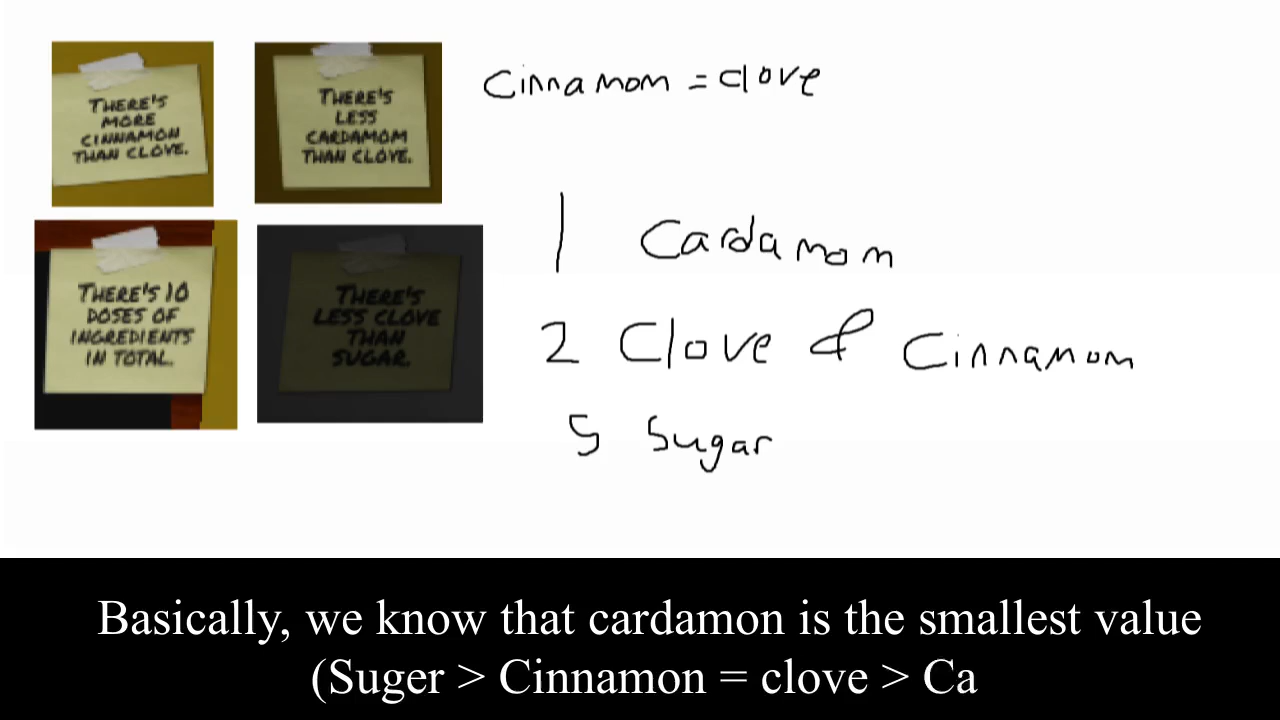 THERE'S
MORE
CINNAMON
THAN CLOVE.
THERE'S
LESS
CARDAMOM
THAN CLOVE.
Cinnamom = clove
THERE'S 10
DOSES OF
INGREDIENTS
IN TOTAL.
THERE'S
LESS CLOVE
THAN
SUGAR.
1 Cardamom
2 Clove & Cinnamom
5 Sugar
Basically, we know that cardamon is the smallest value
(Suger > Cinnamon = clove > Ca